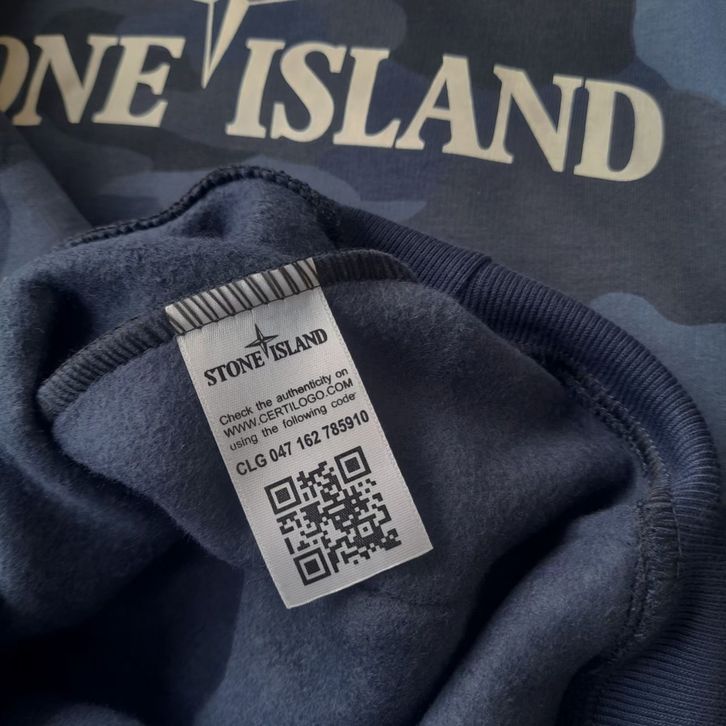 ONE ISLAND
STONE ISLAND
Check the authenticity on
WWW.CERTILOGO.COM
using the following code
CLG 047 162 785910